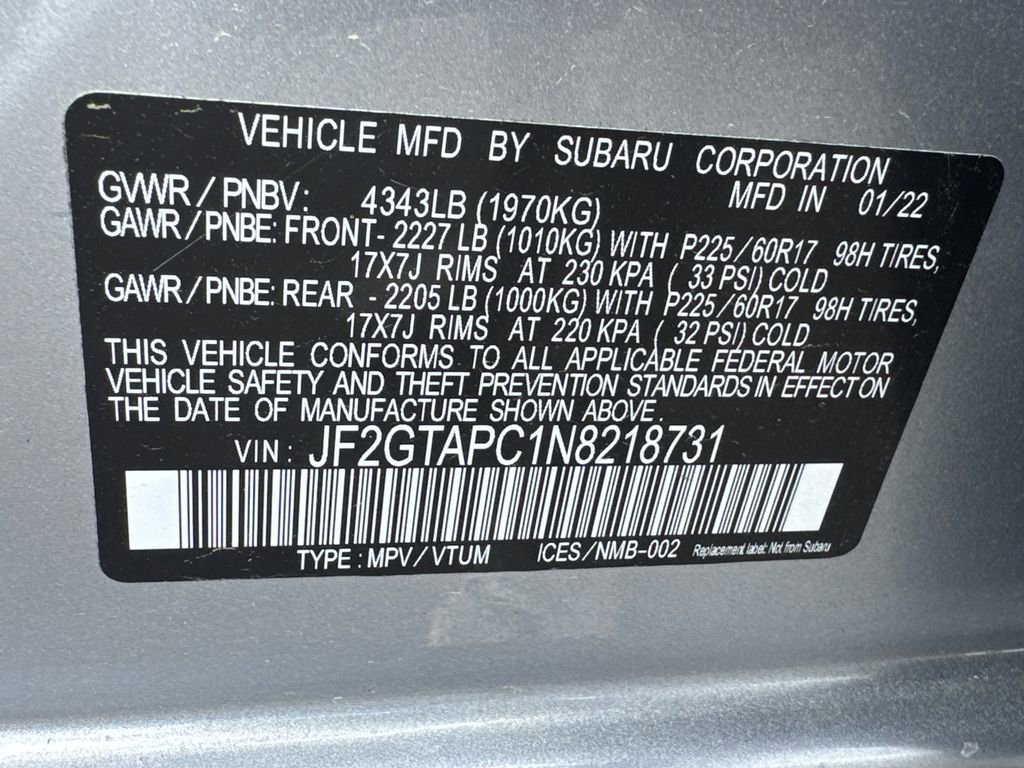 VEHICLE MFD BY SUBARU CORPORATION
GVWR / PNBV: 4343LB (1970KG) MFD IN 01/22
GAWR / PNBE: FRONT- 2227 LB (1010KG) WITH P225/60R17 98H TIRES,
17X7J RIMS AT 230 KPA ( 33 PSI) COLD
GAWR / PNBE: REAR - 2205 LB (1000KG) WITH P225/60R17 98H TIRES,
17X7J RIMS AT 220 KPA ( 32 PSI) COLD
THIS VEHICLE CONFORMS TO ALL APPLICABLE FEDERAL MOTOR
VEHICLE SAFETY AND THEFT PREVENTION STANDARDS IN EFFECT ON
THE DATE OF MANUFACTURE SHOWN ABOVE.
VIN : JF2GTAPC1N8218731
TYPE : MPV/VTUM ICES/NMB-002 Replacement label: Not from Subaru